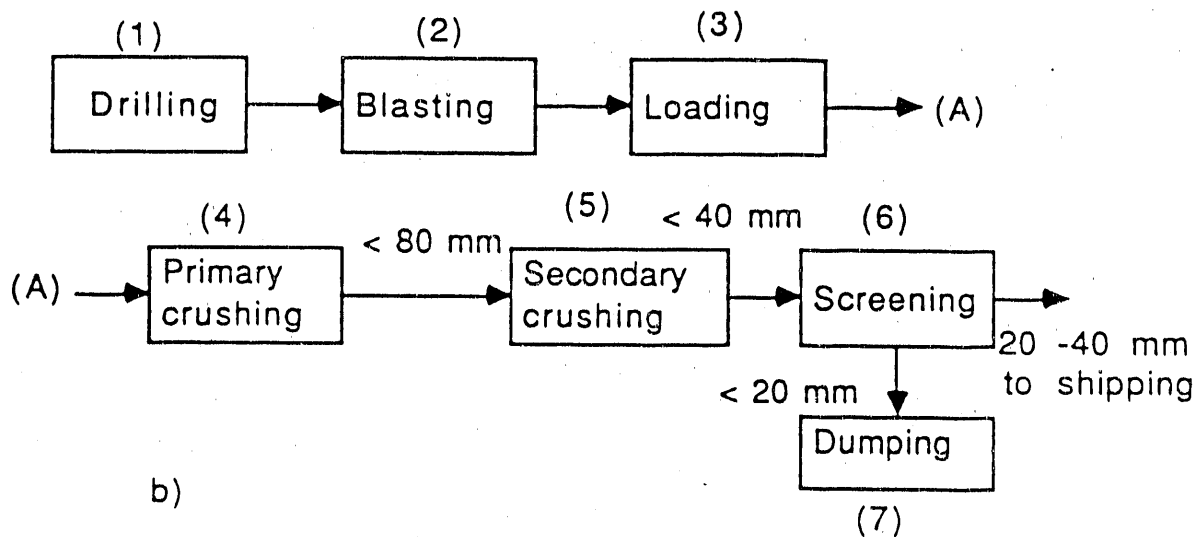 (1) (2) (3)
Drilling Blasting Loading (A)
(4) (5) < 40 mm (6)
< 80 mm
(A) Primary crushing Secondary crushing Screening
20 -40 mm
to shipping
< 20 mm
Dumping
b)
(7)